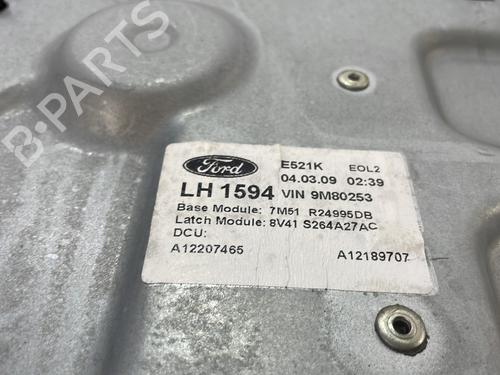 B-PARTS
Ford
E521K EOL2
04.03.09 02:39
LH 1594 VIN 9M80253
Base Module: 7M51 R24995DB
Latch Module: 8V41 S264A27AC
DCU:
A12207465 A12189707